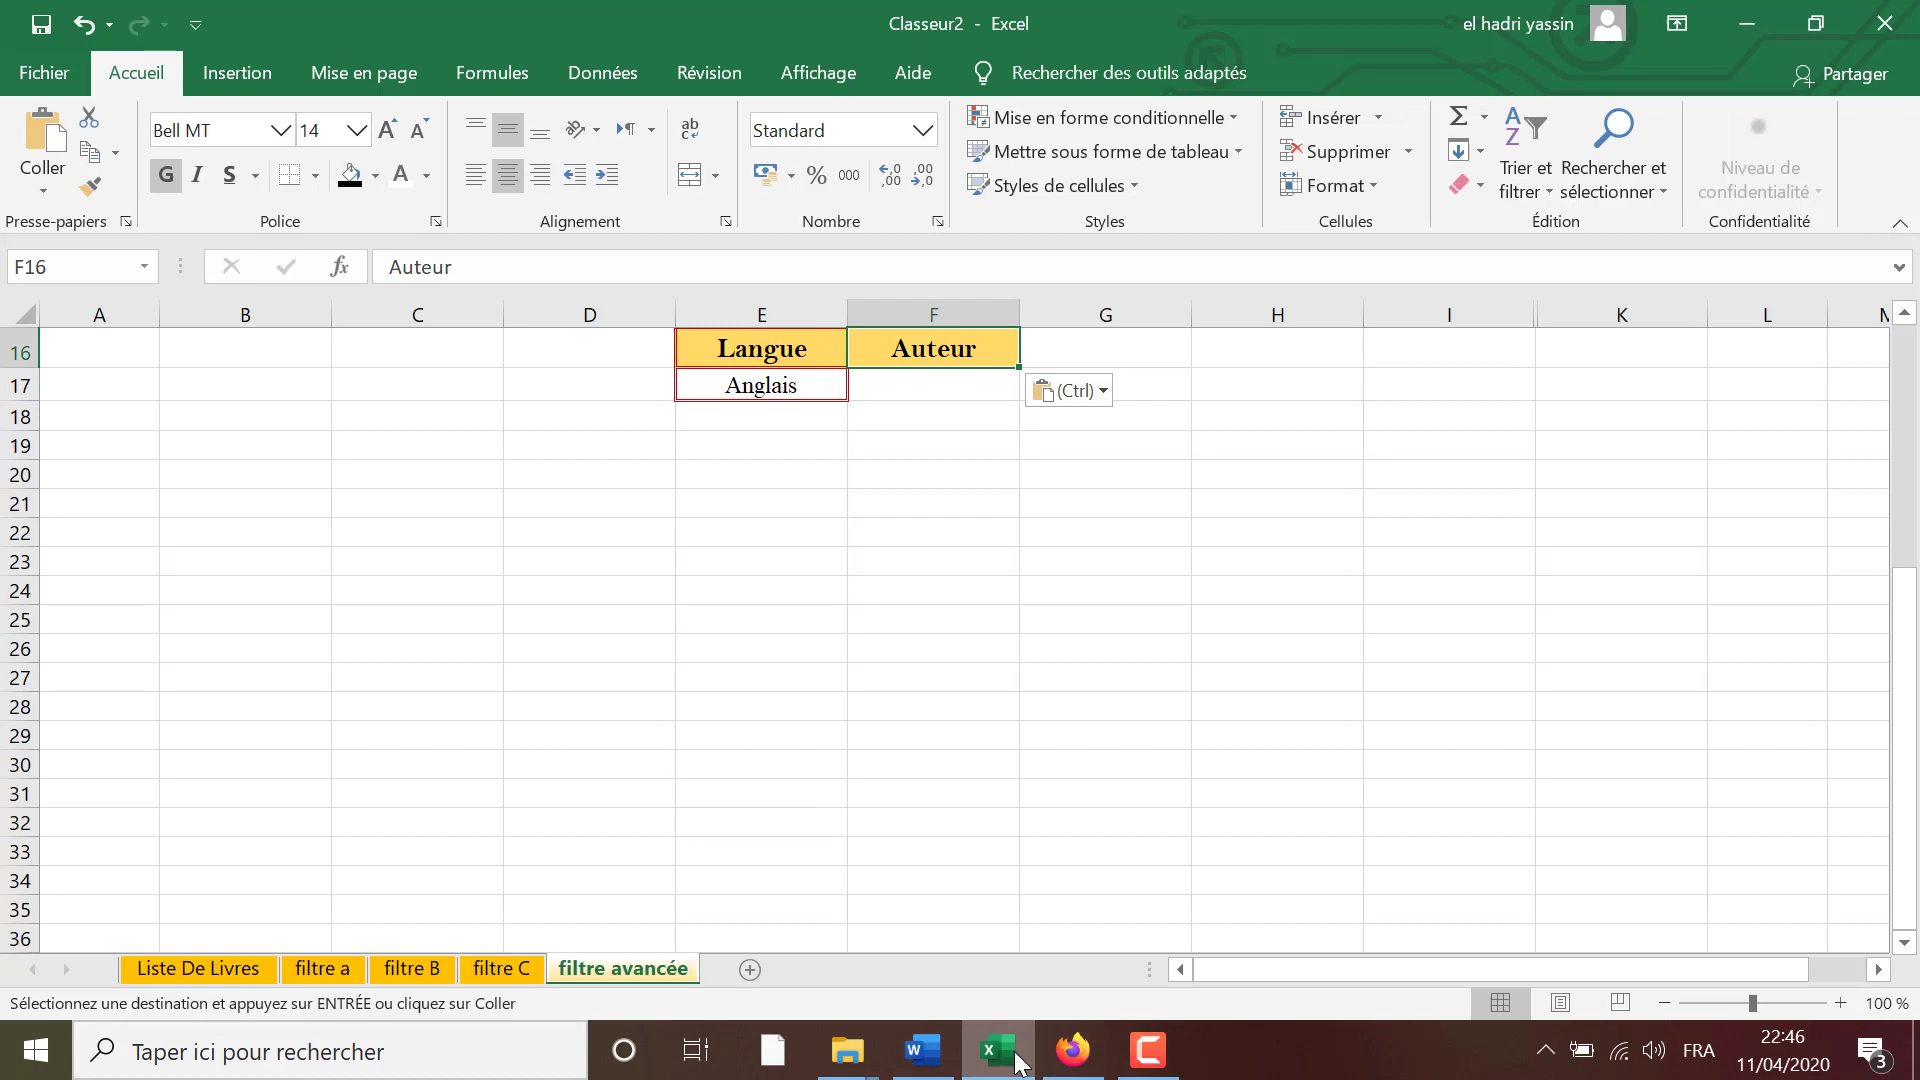 Classeur2 - Excel
el hadri yassin
Fichier Accueil Insertion Mise en page Formules Données Révision Affichage Aide Rechercher des outils adaptés Partager
Coller
Presse-papiers
Bell MT 14
G I S
Police
Alignement
Standard
% 000
Nombre
Mise en forme conditionnelle
Mettre sous forme de tableau
Styles de cellules
Styles
Insérer
Supprimer
Format
Cellules
Trier et filtrer
Rechercher et sélectionner
Édition
Niveau de confidentialité
Confidentialité
F16 fx Auteur
A B C D E F G H I K L
16 Langue Auteur
17 Anglais (Ctrl)
18
19
20
21
22
23
24
25
26
27
28
29
30
31
32
33
34
35
36
Liste De Livres filtre a filtre B filtre C filtre avancée
Sélectionnez une destination et appuyez sur ENTRÉE ou cliquez sur Coller
100 %
Taper ici pour rechercher
FRA
22:46
11/04/2020
3